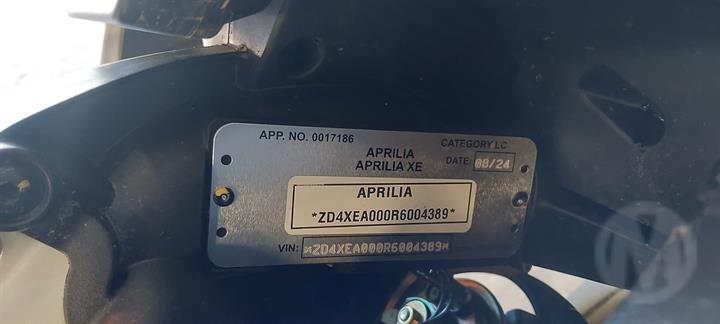 APP. NO. 0017186
CATEGORY LC
APRILIA
DATE: 08/24
APRILIA XE
APRILIA
*ZD4XEA000R6004389*
VIN: *ZD4XEA000R6004389*